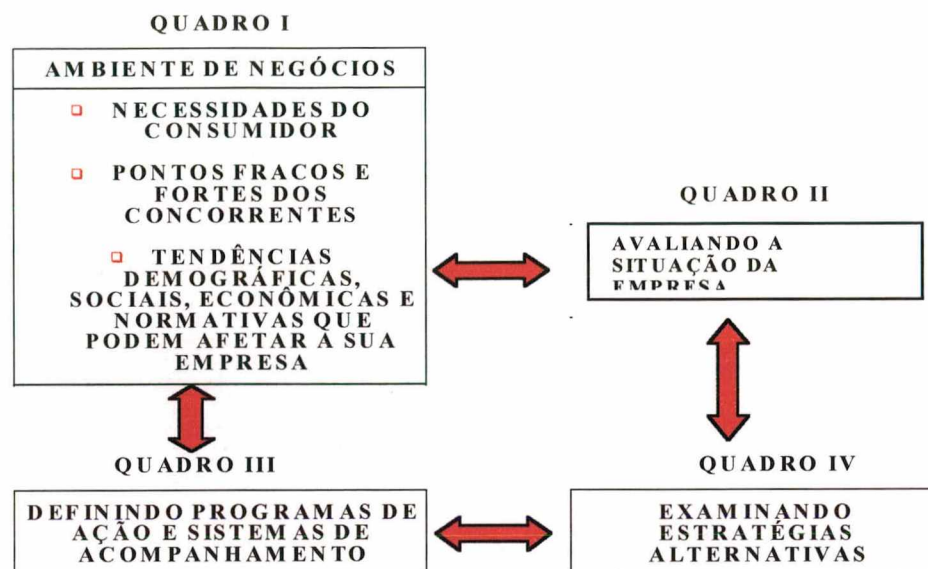 QUADRO I
AMBIENTE DE NEGÓCIOS
NECESSIDADES DO
CONSUMIDOR
PONTOS FRACOS E
FORTES DOS
CONCORRENTES
TENDÊNCIAS
DEMOGRÁFICAS,
SOCIAIS, ECONÔMICAS E
NORMATIVAS QUE
PODEM AFETAR A SUA
EMPRESA
QUADRO II
AVALIANDO A
SITUAÇÃO DA
EMPRESA
QUADRO III
DEFININDO PROGRAMAS DE
AÇÃO E SISTEMAS DE
ACOMPANHAMENTO
QUADRO IV
EXAMINANDO
ESTRATÉGIAS
ALTERNATIVAS